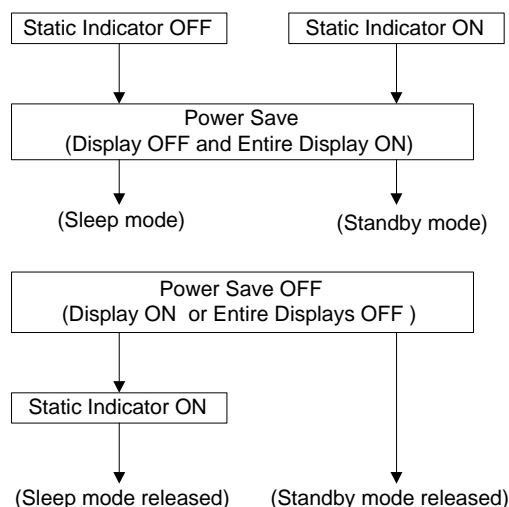 Static Indicator OFF
Static Indicator ON
Power Save
(Display OFF and Entire Display ON)
(Sleep mode)
(Standby mode)
Power Save OFF
(Display ON or Entire Displays OFF )
Static Indicator ON
(Sleep mode released)
(Standby mode released)